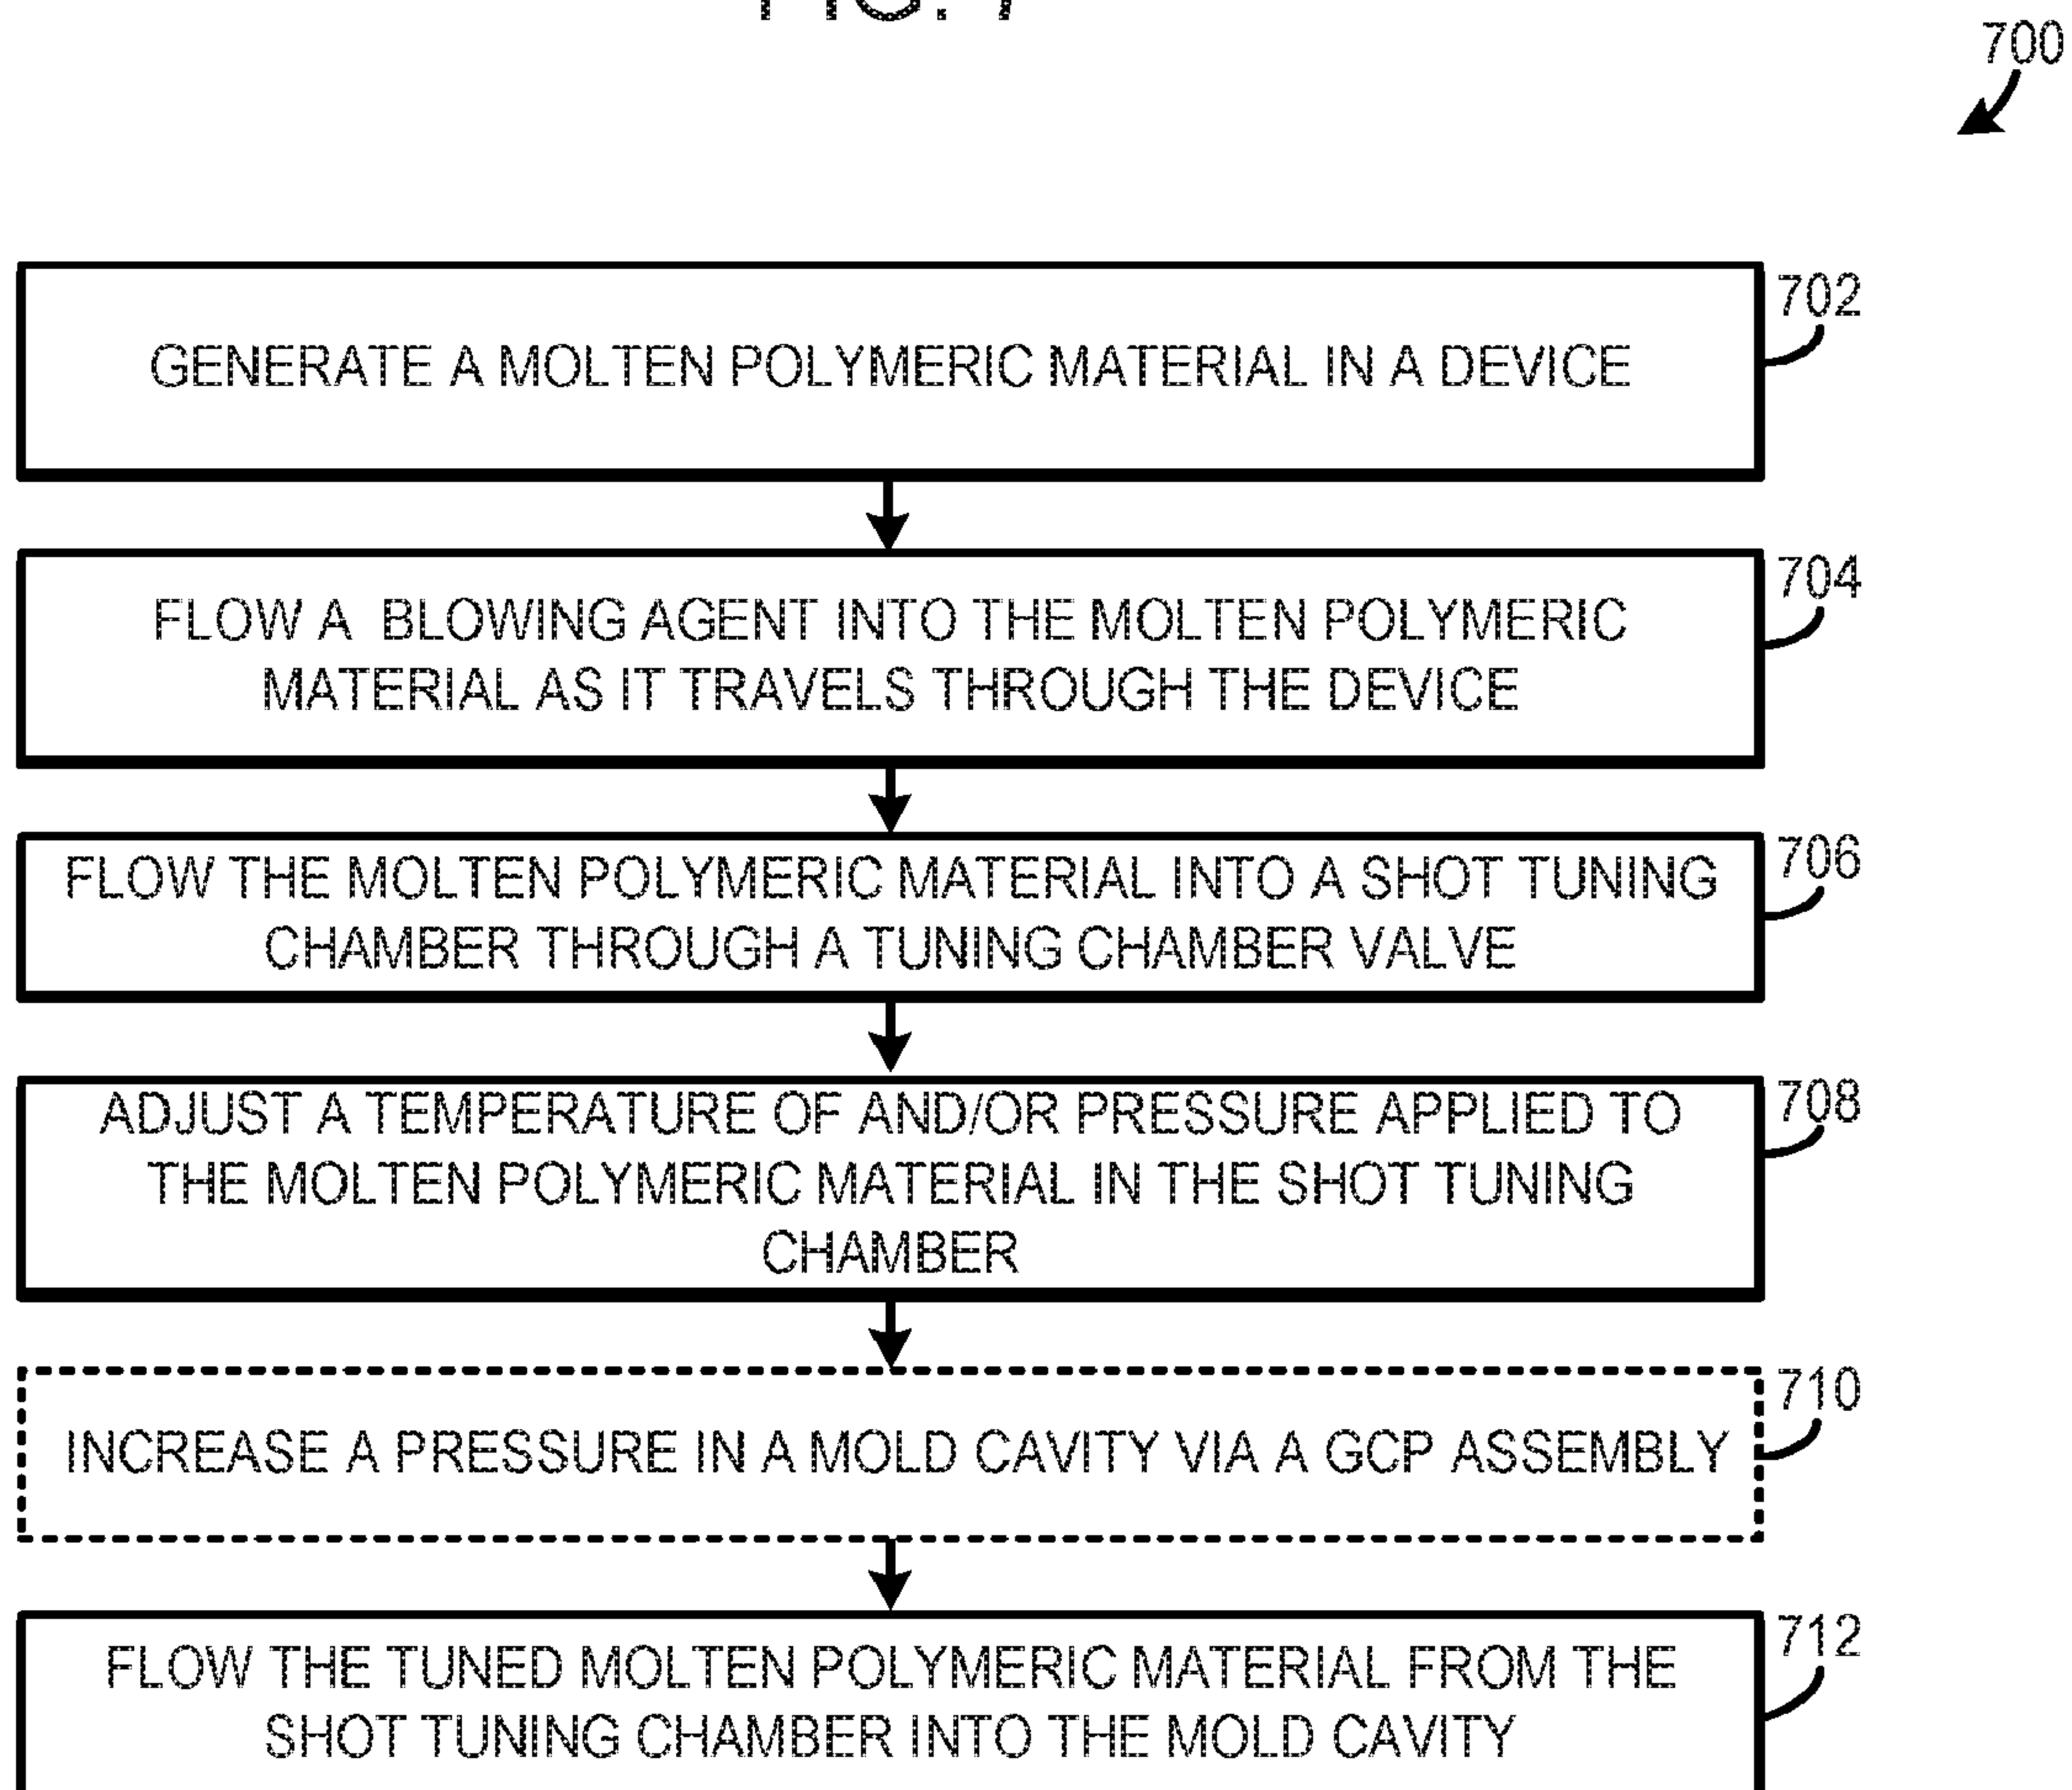 FIG. 7
700
702
GENERATE A MOLTEN POLYMERIC MATERIAL IN A DEVICE
704
FLOW A BLOWING AGENT INTO THE MOLTEN POLYMERIC
MATERIAL AS IT TRAVELS THROUGH THE DEVICE
706
FLOW THE MOLTEN POLYMERIC MATERIAL INTO A SHOT TUNING
CHAMBER THROUGH A TUNING CHAMBER VALVE
708
ADJUST A TEMPERATURE OF AND/OR PRESSURE APPLIED TO
THE MOLTEN POLYMERIC MATERIAL IN THE SHOT TUNING
CHAMBER
710
INCREASE A PRESSURE IN A MOLD CAVITY VIA A GCP ASSEMBLY
712
FLOW THE TUNED MOLTEN POLYMERIC MATERIAL FROM THE
SHOT TUNING CHAMBER INTO THE MOLD CAVITY